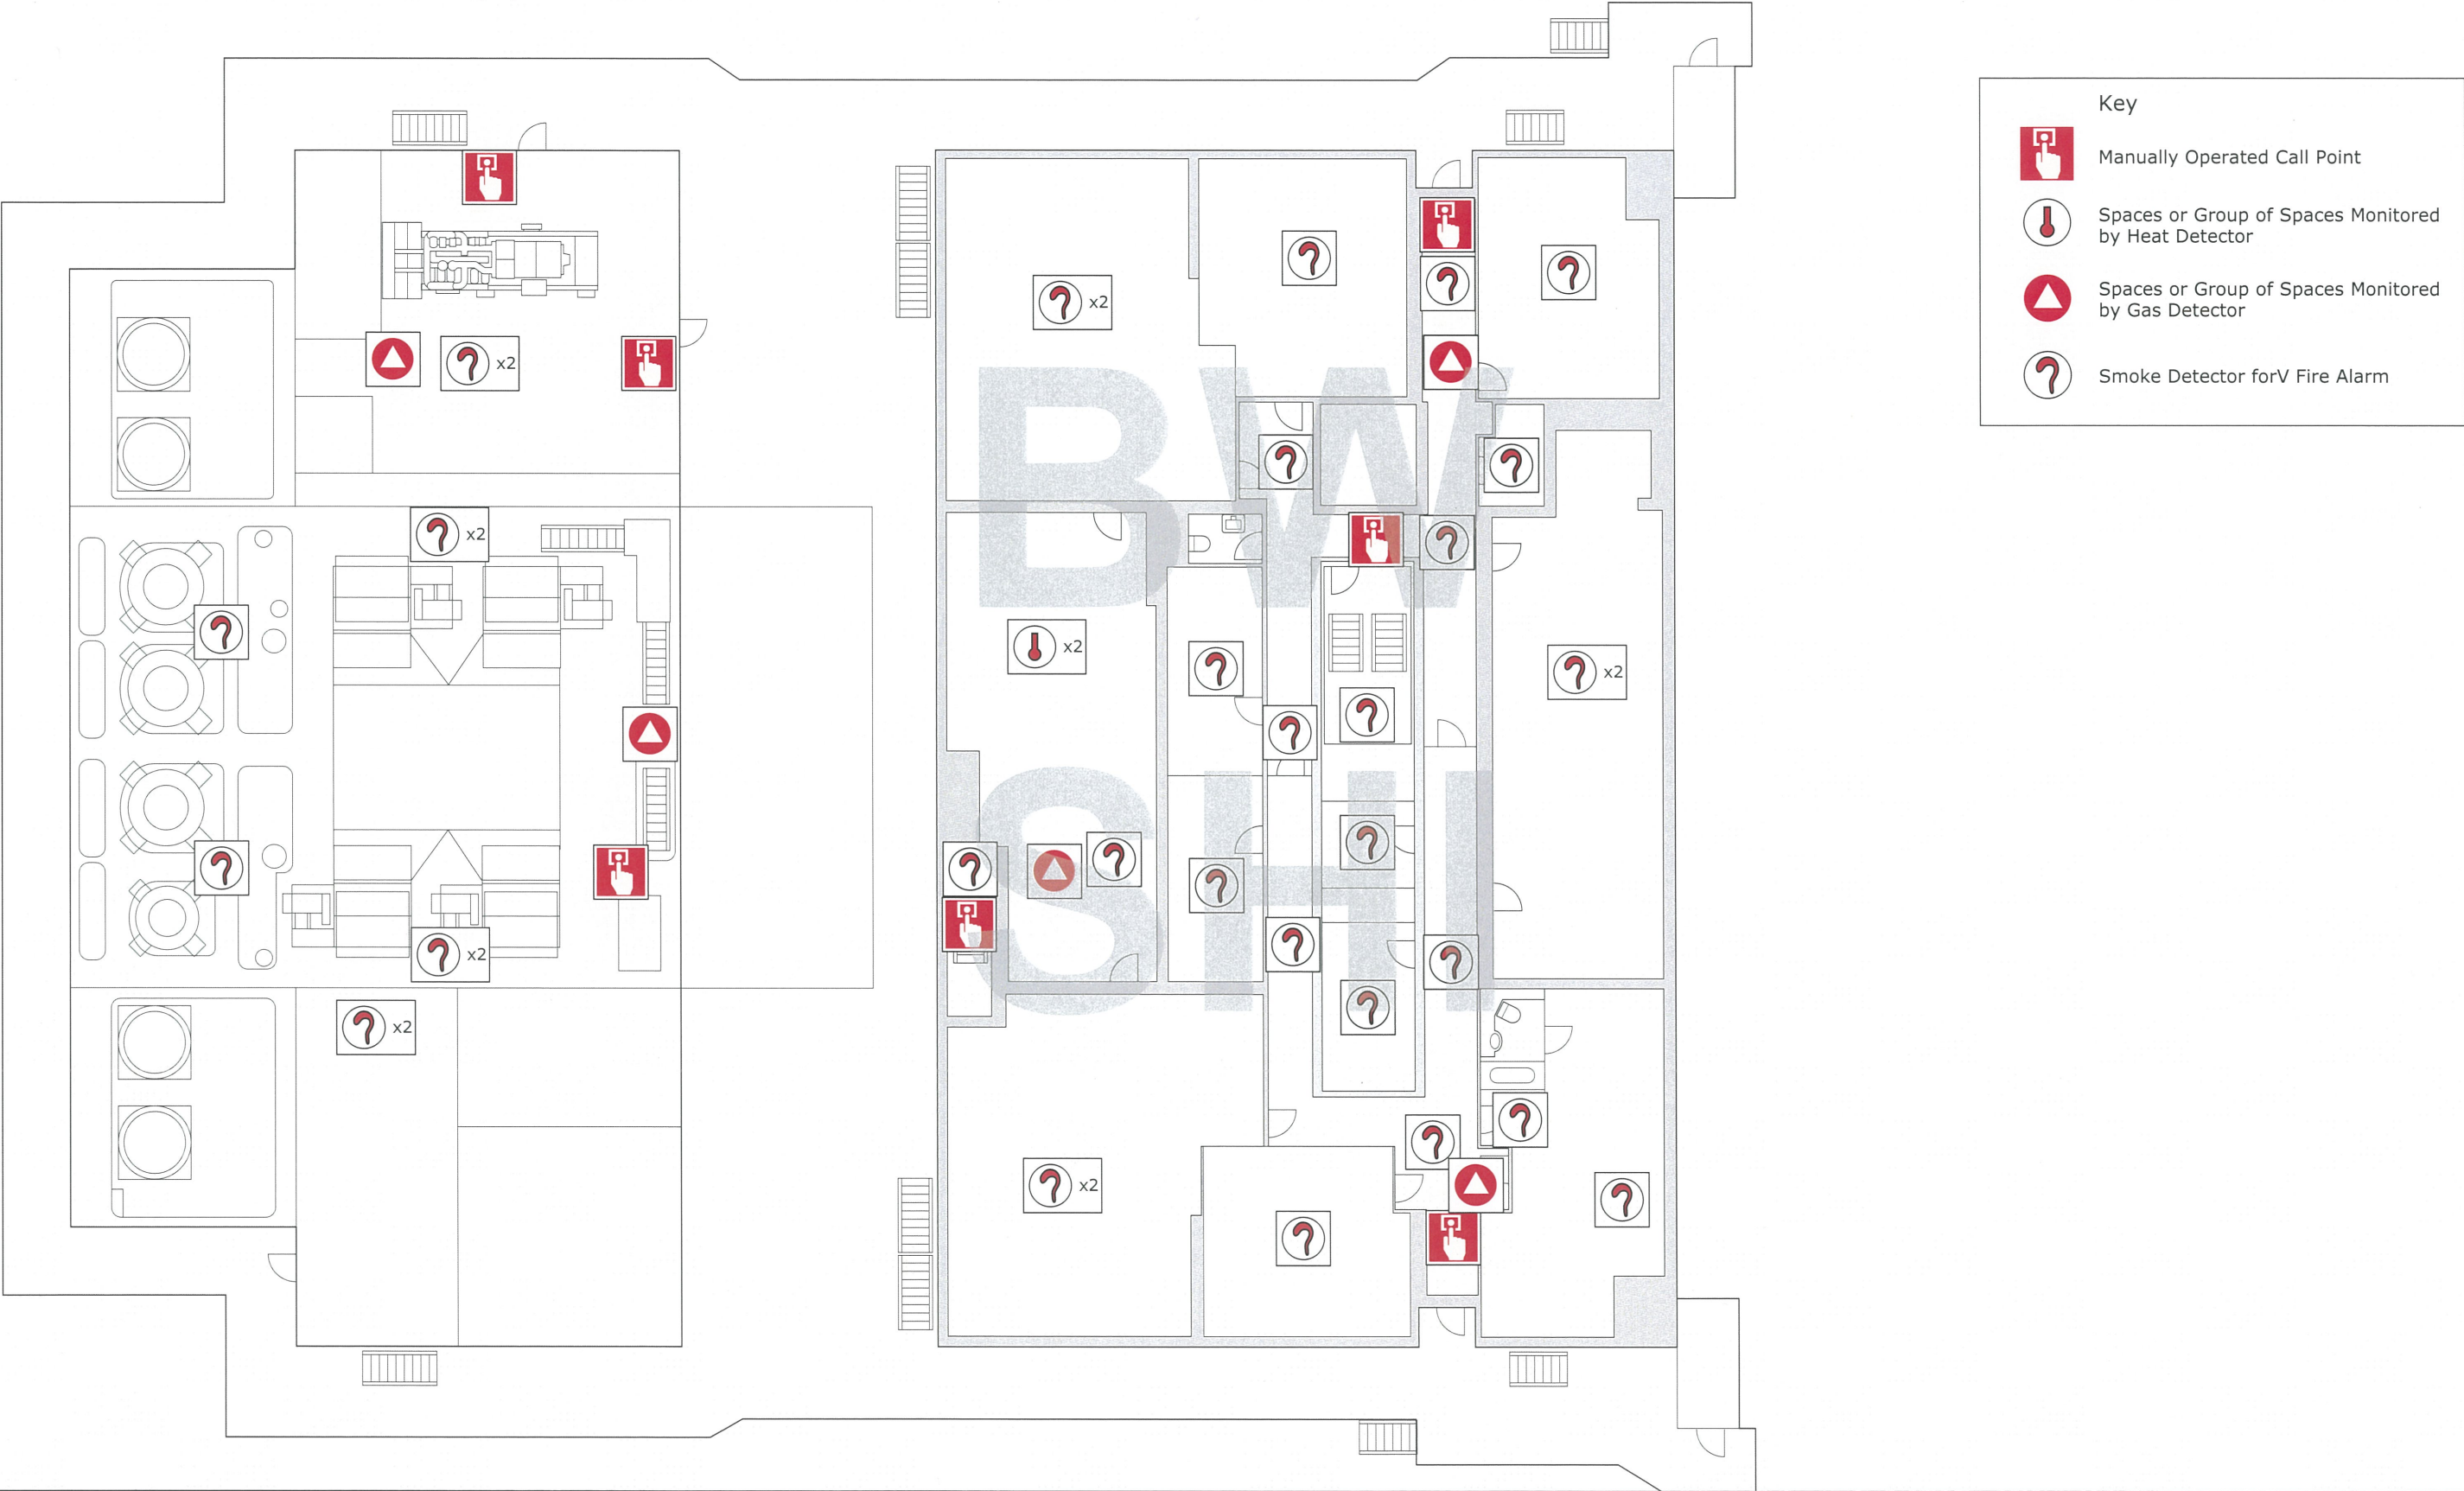 Key
Manually Operated Call Point
Spaces or Group of Spaces Monitored
by Heat Detector
Spaces or Group of Spaces Monitored
by Gas Detector
Smoke Detector forV Fire Alarm
x2
x2
x2
x2
x2
x2
x2
x2
x2
BW
SHI